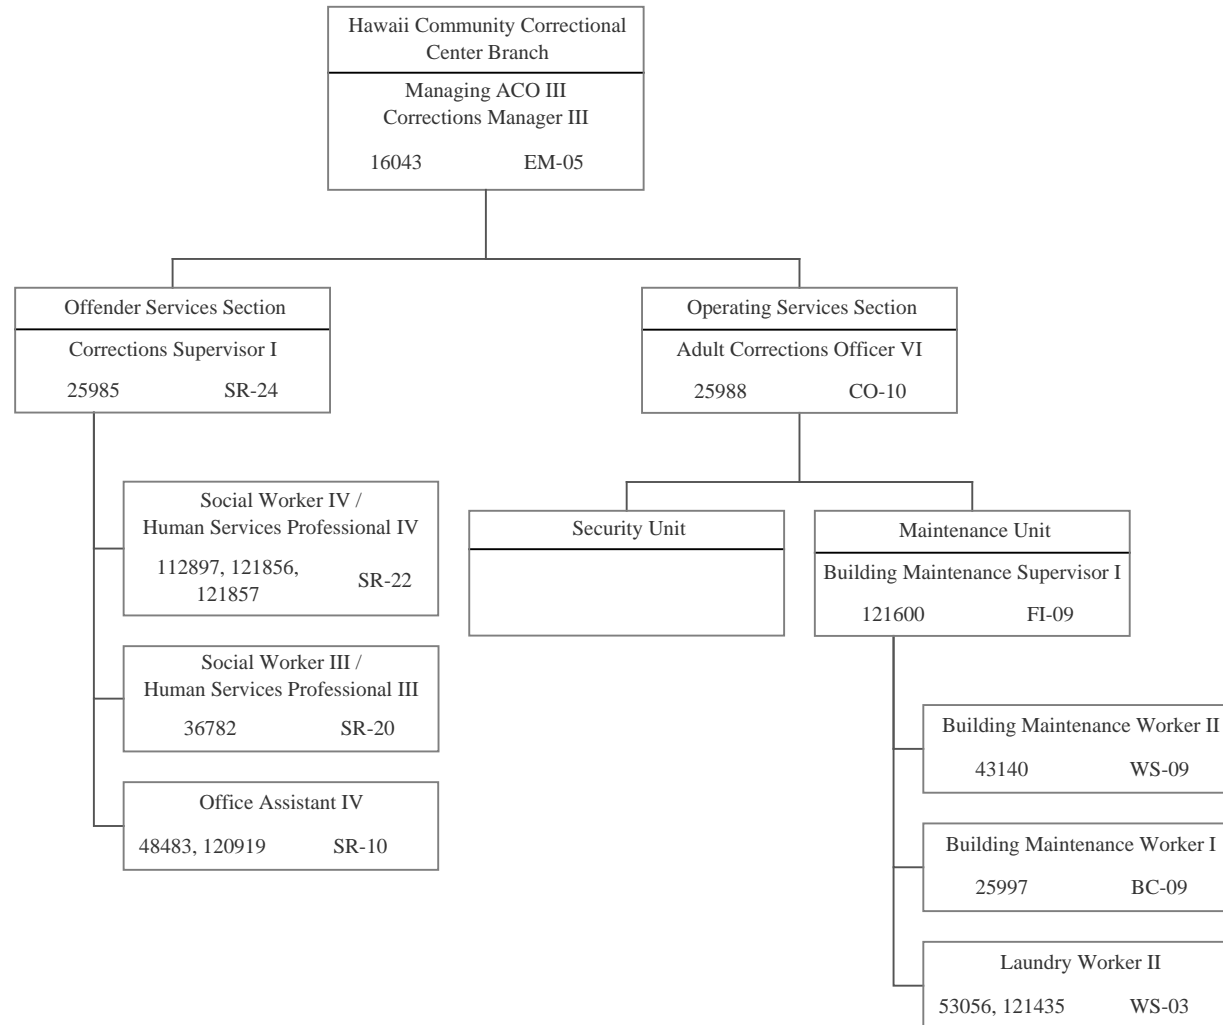 Hawaii Community Correctional
Center Branch
Managing ACO III
Corrections Manager III
16043 EM-05
Offender Services Section
Corrections Supervisor I
25985 SR-24
Social Worker IV /
Human Services Professional IV
112897, 121856,
121857
SR-22
Social Worker III /
Human Services Professional III
36782 SR-20
Office Assistant IV
48483, 120919 SR-10
Operating Services Section
Adult Corrections Officer VI
25988 CO-10
Security Unit
Maintenance Unit
Building Maintenance Supervisor I
121600 FI-09
Building Maintenance Worker II
43140 WS-09
Building Maintenance Worker I
25997 BC-09
Laundry Worker II
53056, 121435 WS-03